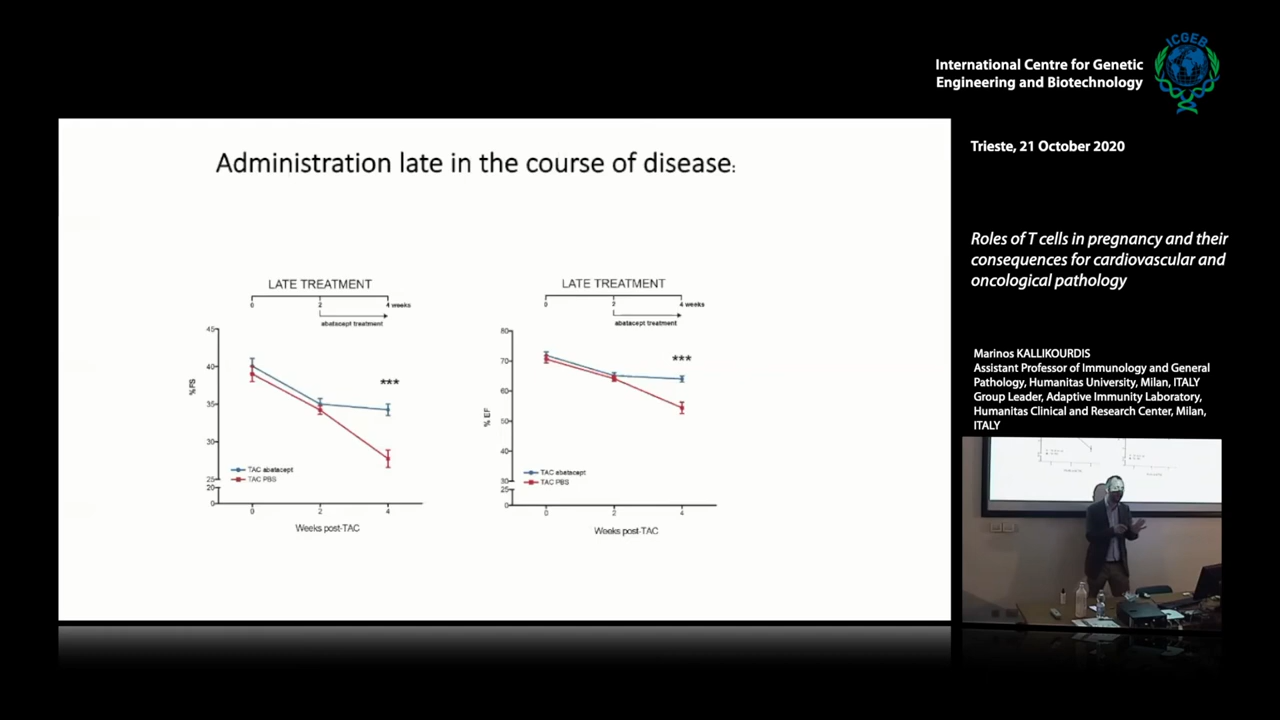 ICGEB
International Centre for Genetic
Engineering and Biotechnology
Trieste, 21 October 2020
Administration late in the course of disease:
Roles of T cells in pregnancy and their
consequences for cardiovascular and
oncological pathology
LATE TREATMENT
0 2 4 weeks
abatacept treatment
45
40
35
30
25
20
0
%FS
***
TAC abatacept
TAC PBS
0 2 4
Weeks post-TAC
LATE TREATMENT
0 2 4 weeks
abatacept treatment
80
70
60
50
40
30
25
0
% EF
***
TAC abatacept
TAC PBS
0 2 4
Weeks post-TAC
Marinos KALLIKOURDIS
Assistant Professor of Immunology and General
Pathology, Humanitas University, Milan, ITALY
Group Leader, Adaptive Immunity Laboratory,
Humanitas Clinical and Research Center, Milan,
ITALY